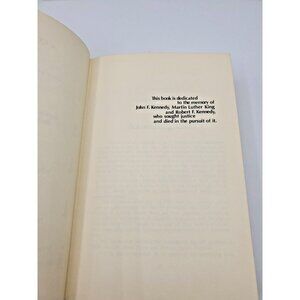 This book is dedicated
to the memory of
John F. Kennedy, Martin Luther King
and Robert F. Kennedy,
who sought justice
and died in the pursuit of it.